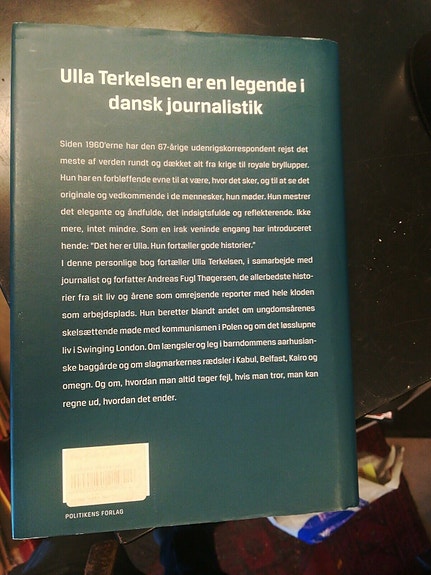 Ulla Terkelsen er en legende i
dansk journalistik
Siden 1960'erne har den 67-årige udenrigskorrespondent rejst det
meste af verden rundt og dækket alt fra krige til royale bryllupper.
Hun har en forbløffende evne til at være, hvor det sker, og til at se det
originale og vedkommende i de mennesker, hun møder. Hun mestrer
det elegante og åndfulde, det indsigtsfulde og reflekterende. Ikke
mere, intet mindre. Som en irsk veninde engang har introduceret
hende: "Det her er Ulla. Hun fortæller gode historier."
I denne personlige bog fortæller Ulla Terkelsen, i samarbejde med
journalist og forfatter Andreas Fugl Thøgersen, de allerbedste histo-
rier fra sit liv og årene som omrejsende reporter med hele kloden
som arbejdsplads. Hun beretter blandt andet om ungdomsårenes
skelsættende møde med kommunismen i Polen og om det løsslupne
liv i Swinging London. Om længsler og leg i barndommens aarhusian-
ske baggårde og om slagmarkernes rædsler i Kabul, Belfast, Kairo og
omegn. Og om, hvordan man altid tager fejl, hvis man tror, man kan
regne ud, hvordan det ender.
POLITIKENS FORLAG